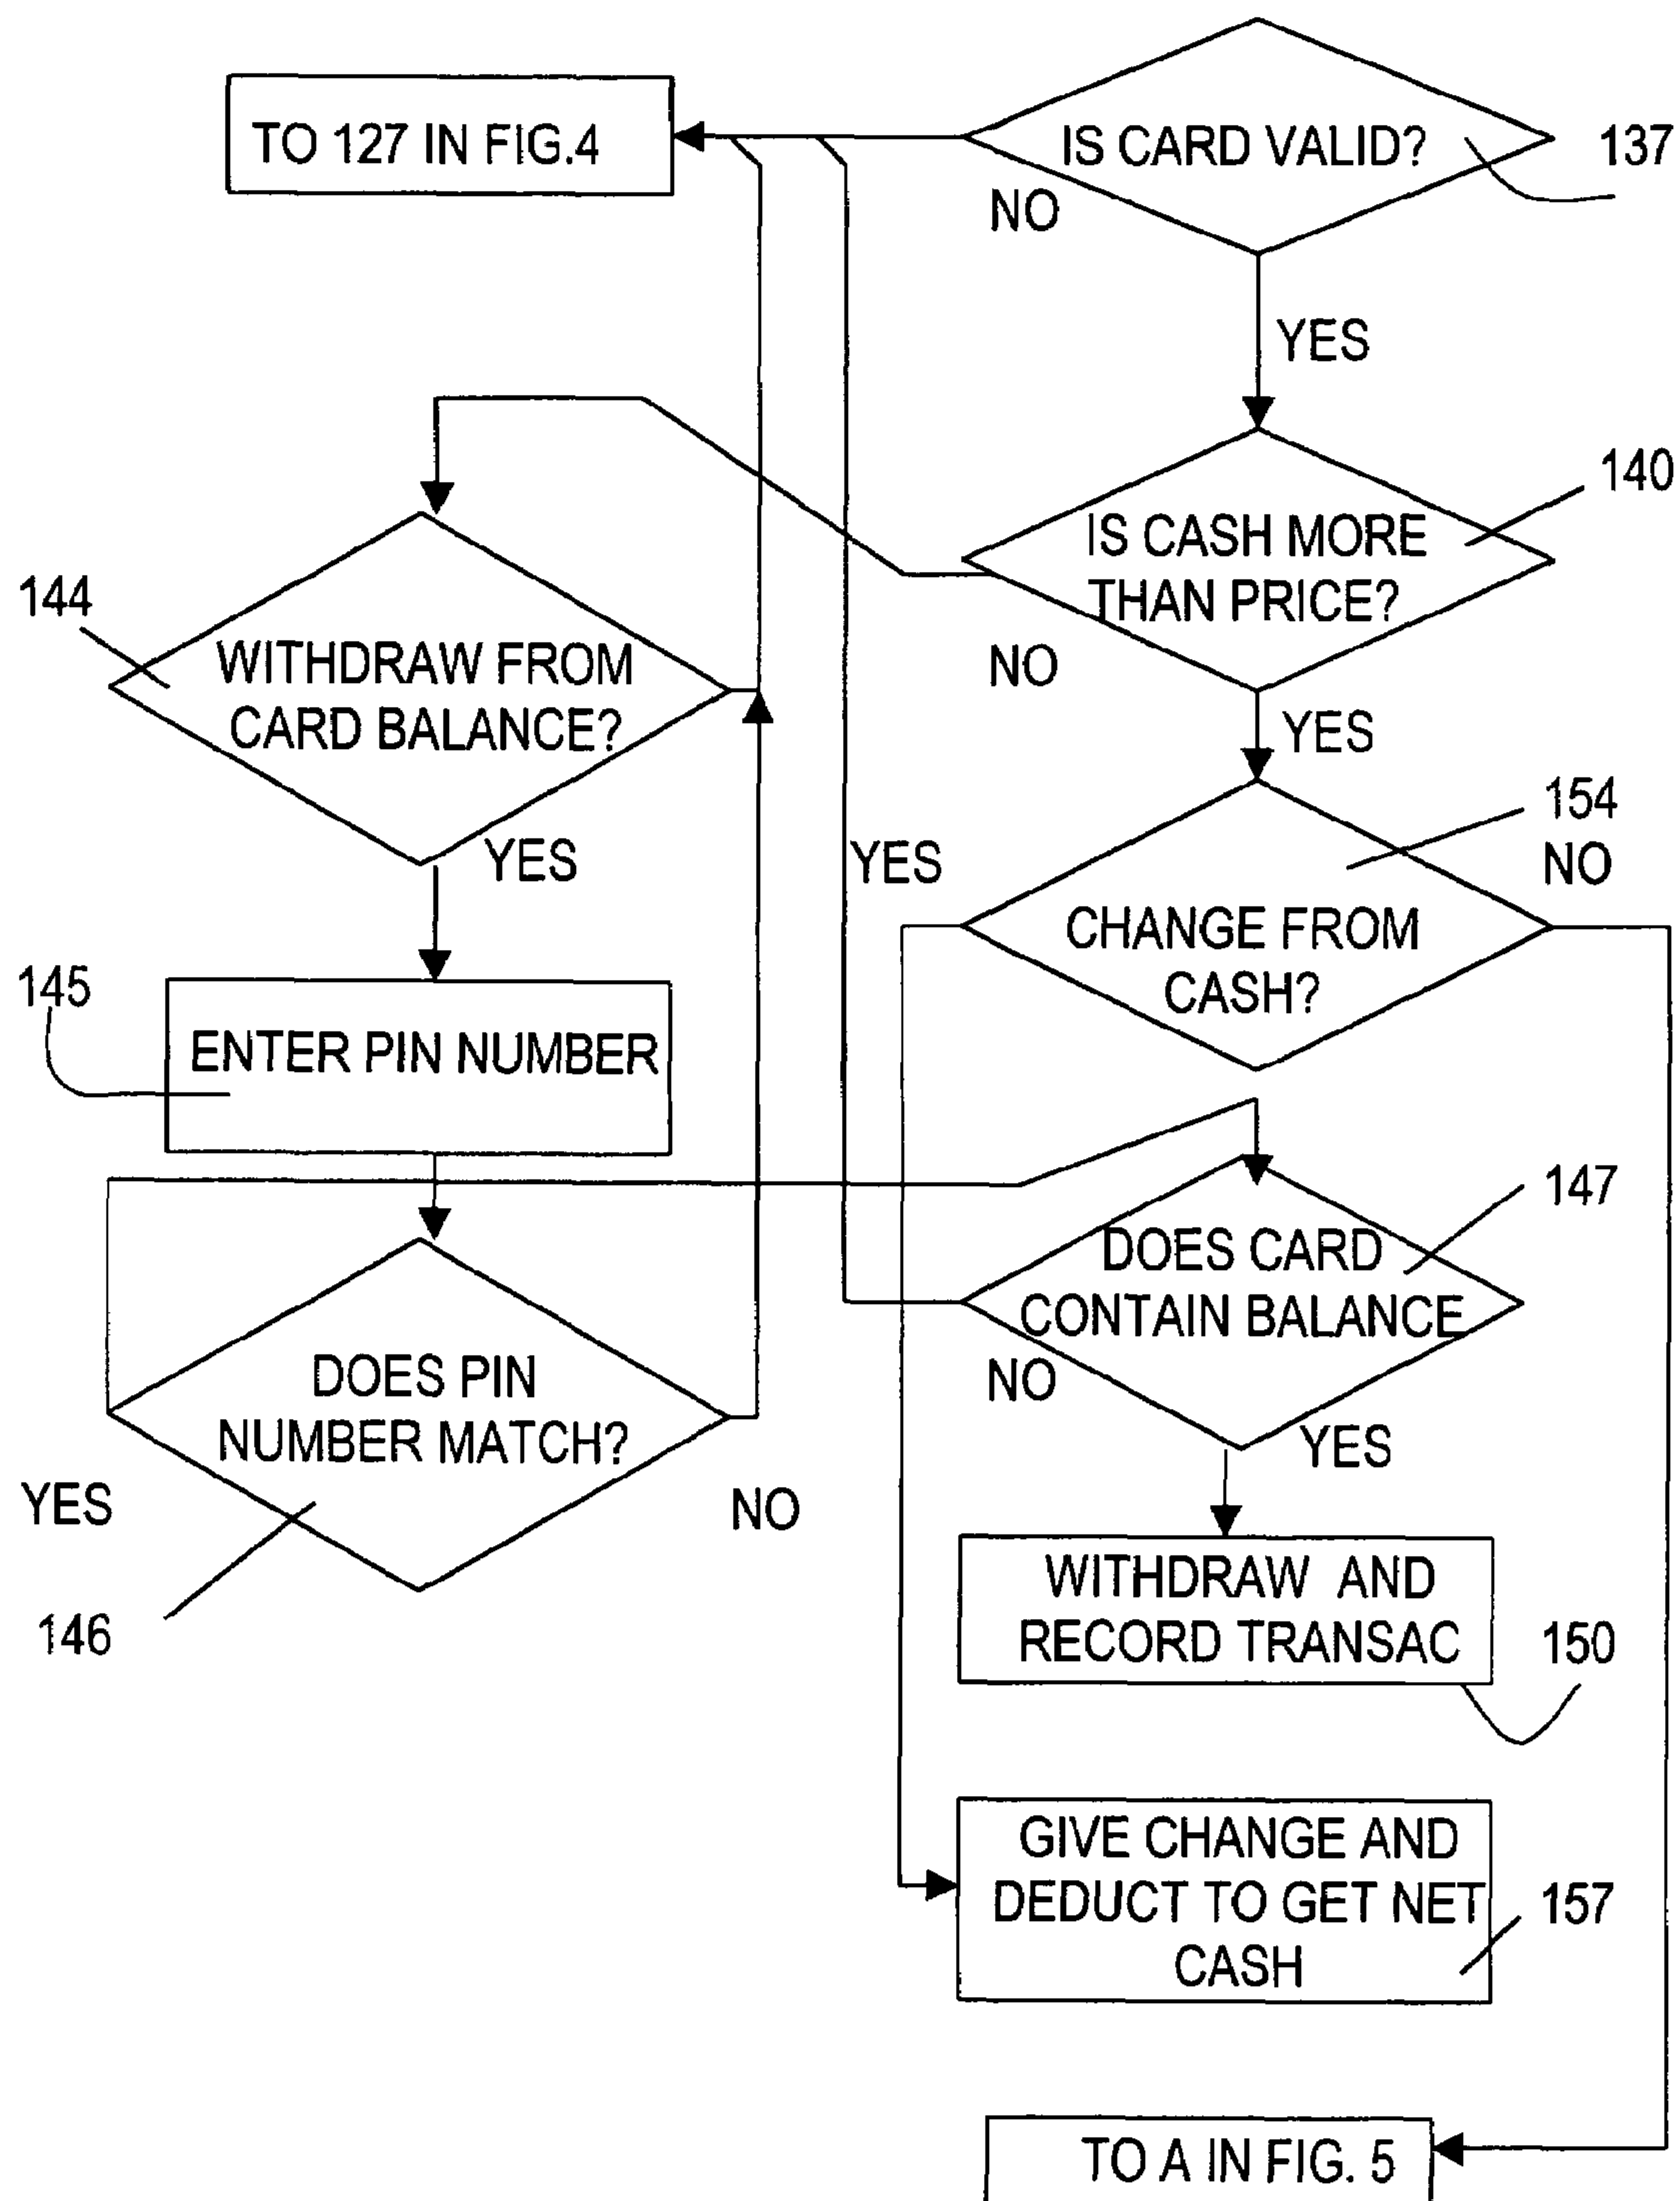 TO 127 IN FIG.4
IS CARD VALID?
137
NO
YES
140
IS CASH MORE
THAN PRICE?
NO
YES
144
WITHDRAW FROM
CARD BALANCE?
YES
154
YES
NO
CHANGE FROM
CASH?
145
ENTER PIN NUMBER
147
DOES CARD
CONTAIN BALANCE
NO
YES
DOES PIN
NUMBER MATCH?
YES
NO
146
WITHDRAW AND
RECORD TRANSAC
150
GIVE CHANGE AND
DEDUCT TO GET NET
CASH
157
TO A IN FIG. 5